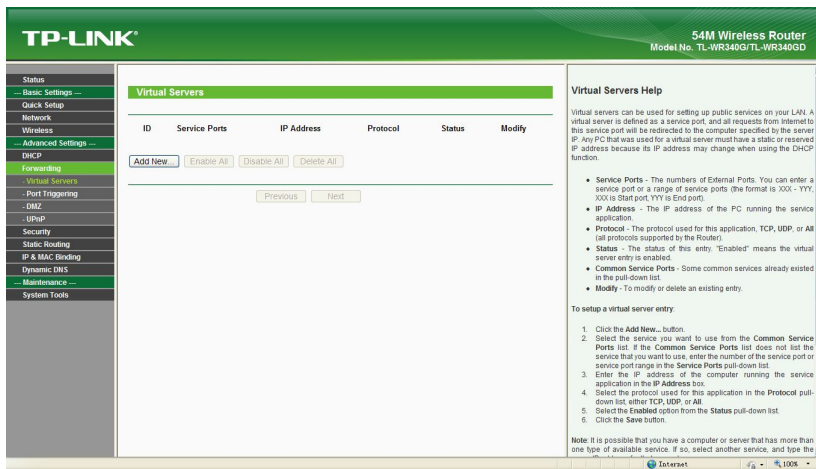 TP-LINK®
54M Wireless Router
Model No. TL-WR340G/TL-WR340GD
Status
--- Basic Settings ---
Quick Setup
Network
Wireless
--- Advanced Settings ---
DHCP
Forwarding
- Virtual Servers
- Port Triggering
- DMZ
- UPnP
Security
Static Routing
IP & MAC Binding
Dynamic DNS
--- Maintenance ---
System Tools
Virtual Servers
ID Service Ports IP Address Protocol Status Modify
Add New... Enable All Disable All Delete All
Previous Next
Virtual Servers Help
Virtual servers can be used for setting up public services on your LAN. A
virtual server is defined as a service port, and all requests from Internet to
this service port will be redirected to the computer specified by the server
IP. Any PC that was used for a virtual server must have a static or reserved
IP address because its IP address may change when using the DHCP
function.
• Service Ports - The numbers of External Ports. You can enter a
service port or a range of service ports (the format is XXX - YYY,
XXX is Start port, YYY is End port).
• IP Address - The IP address of the PC running the service
application.
• Protocol - The protocol used for this application, TCP, UDP, or All
(all protocols supported by the Router).
• Status - The status of this entry. "Enabled" means the virtual
server entry is enabled.
• Common Service Ports - Some common services already existed
in the pull-down list.
• Modify - To modify or delete an existing entry.
To setup a virtual server entry:
1. Click the Add New... button.
2. Select the service you want to use from the Common Service
Ports list. If the Common Service Ports list does not list the
service that you want to use, enter the number of the service port or
service port range in the Service Ports pull-down list.
3. Enter the IP address of the computer running the service
application in the IP Address box.
4. Select the protocol used for this application in the Protocol pull-
down list, either TCP, UDP, or All.
5. Select the Enabled option from the Status pull-down list.
6. Click the Save button.
Note: It is possible that you have a computer or server that has more than
one type of available service. If so, select another service, and type the
Internet 100%